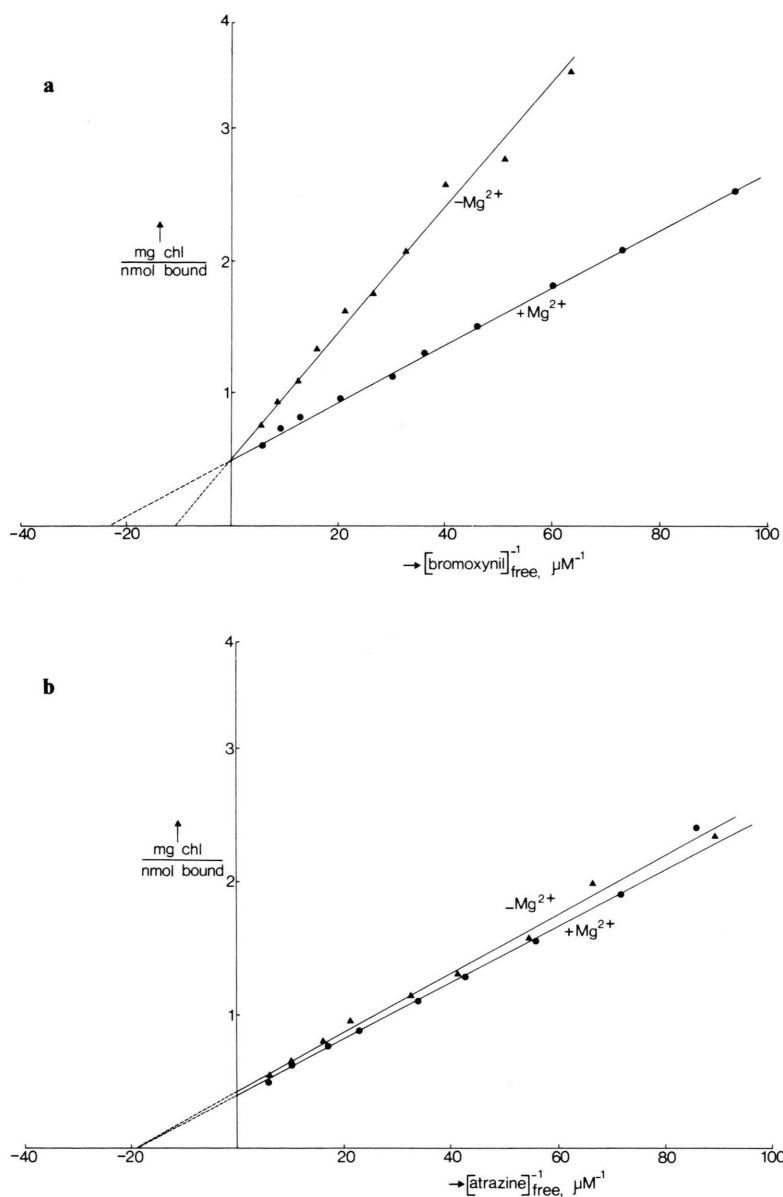 a
4
3
2
1
mg chl
nmol bound
−Mg²⁺
+Mg²⁺
−40 −20 0 20 40 60 80 100
→[bromoxynil]⁻¹free, µM⁻¹
b
4
3
2
1
mg chl
nmol bound
−Mg²⁺
+Mg²⁺
−40 −20 0 20 40 60 80 100
→[atrazine]⁻¹free, µM⁻¹